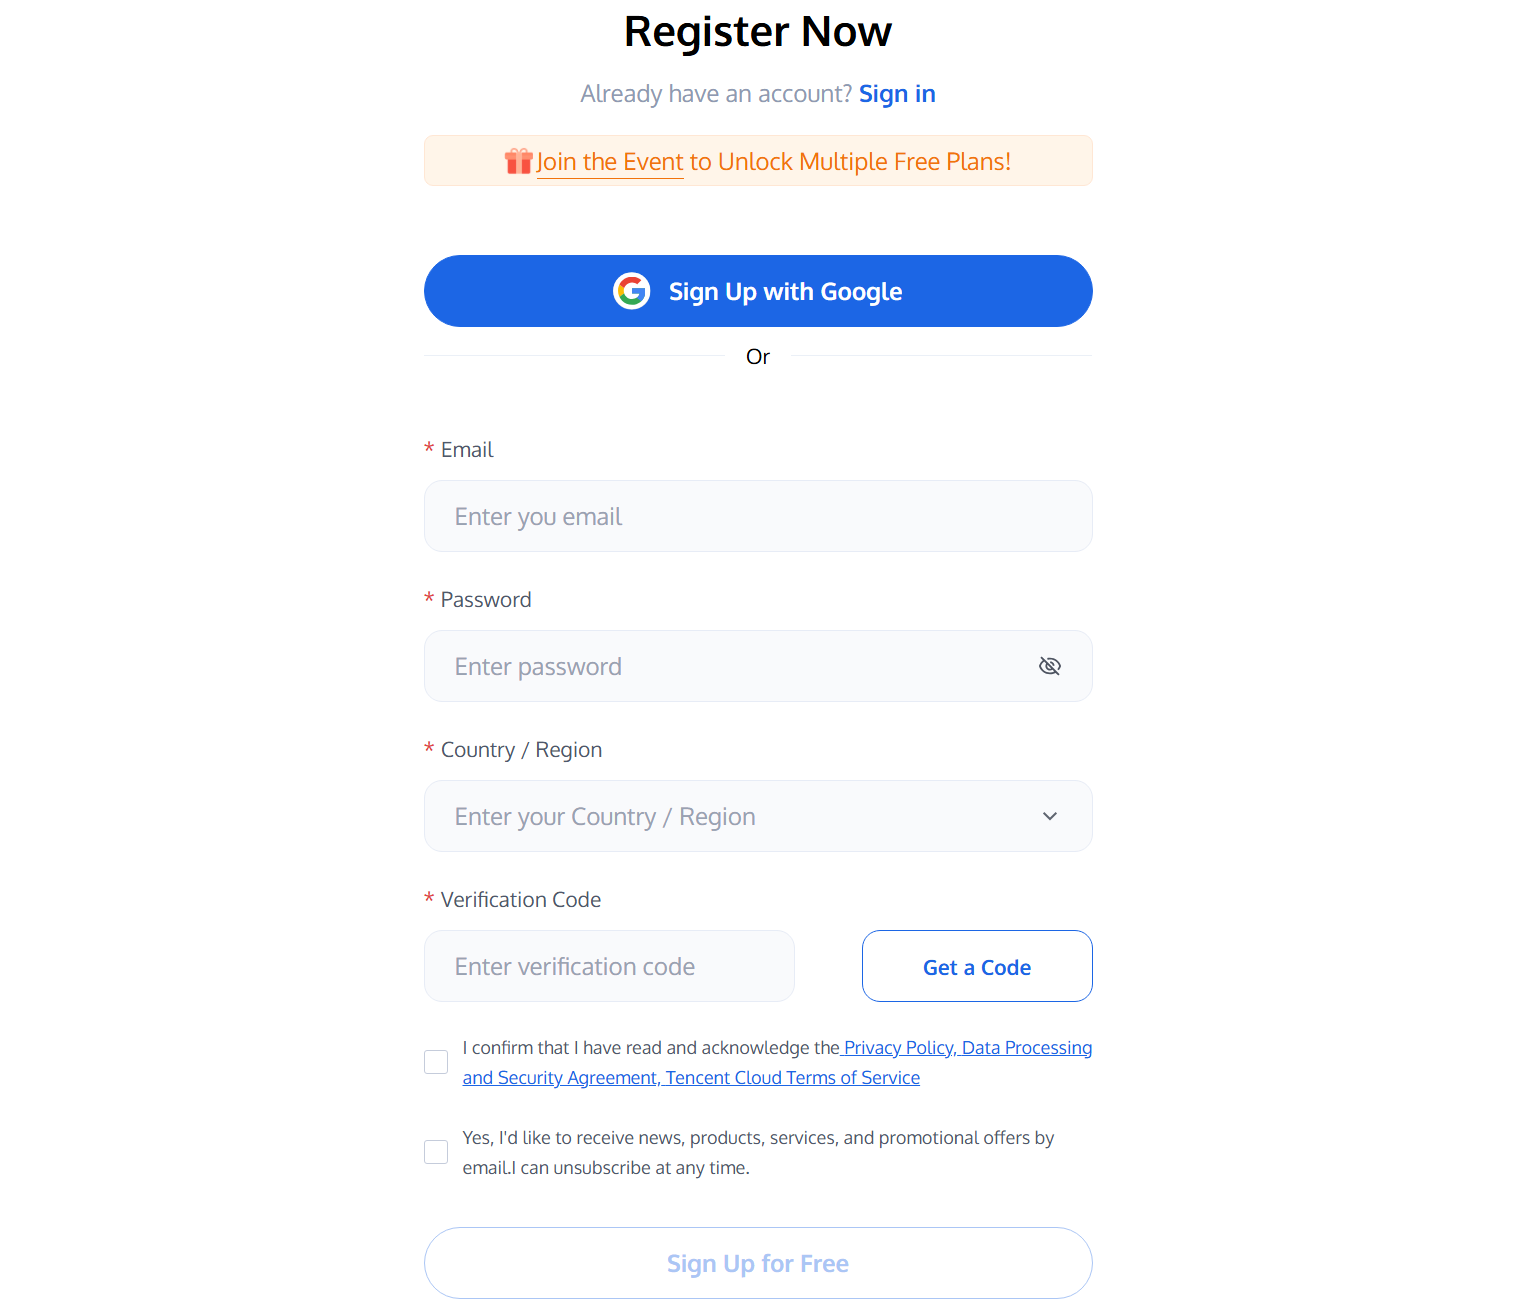 Register Now
Already have an account? Sign in
Join the Event to Unlock Multiple Free Plans!
Sign Up with Google
Or
* Email
Enter you email
* Password
Enter password
* Country / Region
Enter your Country / Region
* Verification Code
Enter verification code
Get a Code
I confirm that I have read and acknowledge the Privacy Policy, Data Processing
and Security Agreement, Tencent Cloud Terms of Service
Yes, I'd like to receive news, products, services, and promotional offers by
email.I can unsubscribe at any time.
Sign Up for Free